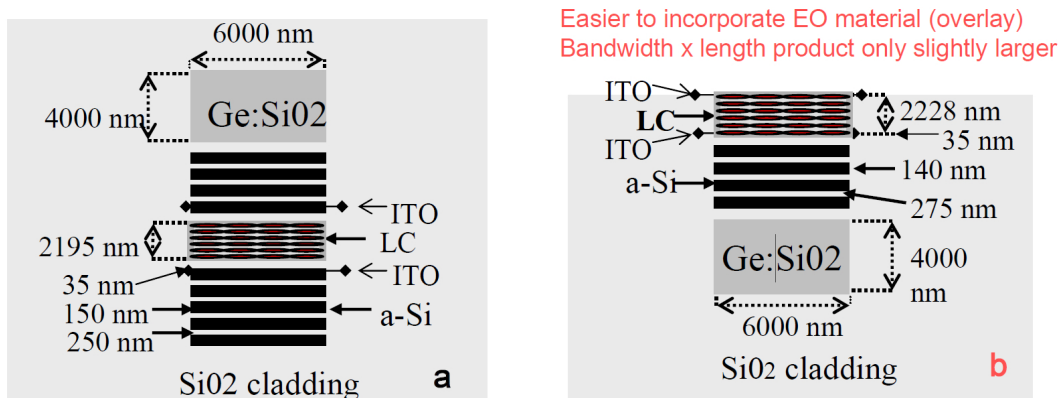 6000 nm
4000 nm
Ge:Si02
ITO
2195 nm
LC
ITO
35 nm
150 nm
a-Si
250 nm
Si02 cladding
a
Easier to incorporate EO material (overlay)
Bandwidth x length product only slightly larger
ITO
LC
2228 nm
ITO
35 nm
140 nm
a-Si
275 nm
Ge:Si02
4000
nm
6000 nm
Si02 cladding
b